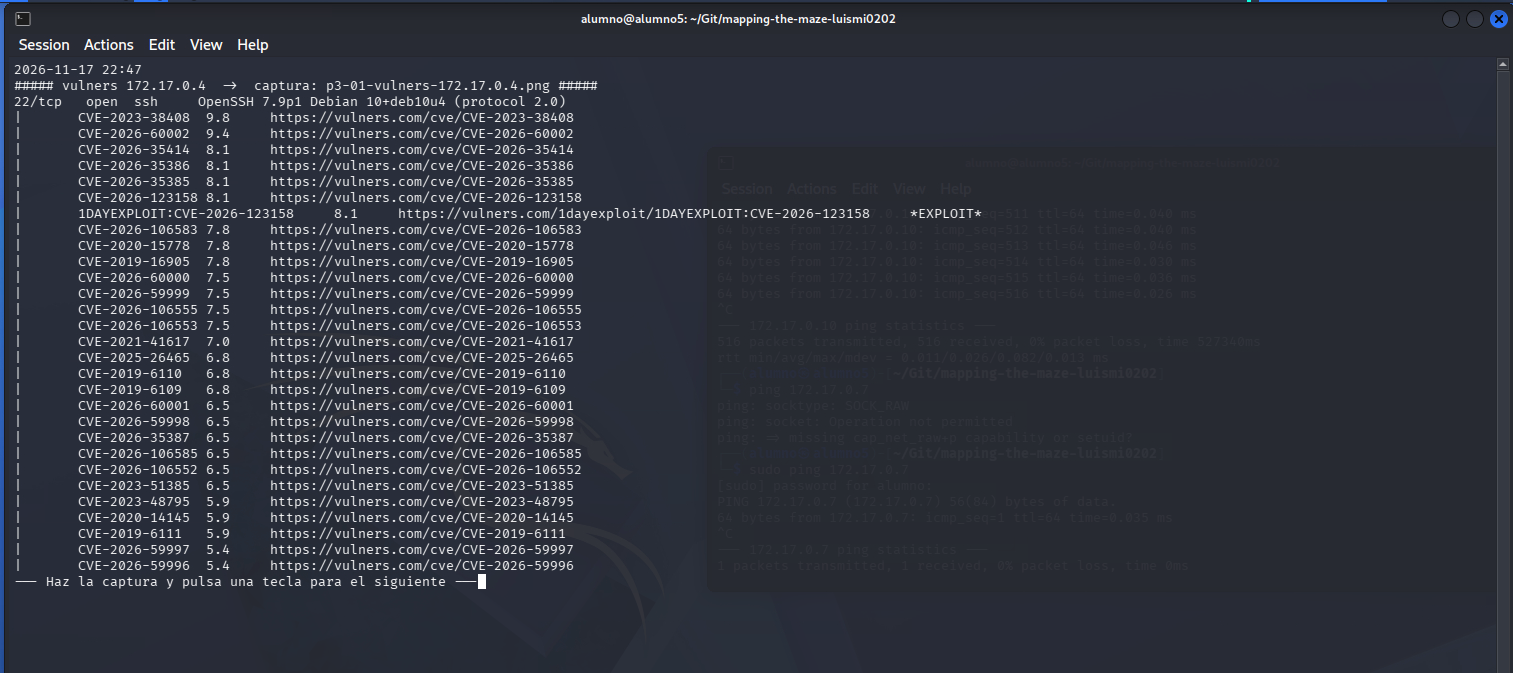 alumno@alumno5: ~/Git/mapping-the-maze-luismi0202
Session Actions Edit View Help
2026-11-17 22:47
##### vulners 172.17.0.4 -> captura: p3-01-vulners-172.17.0.4.png #####
22/tcp open ssh OpenSSH 7.9p1 Debian 10+deb10u4 (protocol 2.0)
| CVE-2023-38408 9.8 https://vulners.com/cve/CVE-2023-38408
| CVE-2026-60002 9.4 https://vulners.com/cve/CVE-2026-60002
| CVE-2026-35414 8.1 https://vulners.com/cve/CVE-2026-35414
| CVE-2026-35386 8.1 https://vulners.com/cve/CVE-2026-35386
| CVE-2026-35385 8.1 https://vulners.com/cve/CVE-2026-35385
| CVE-2026-123158 8.1 https://vulners.com/cve/CVE-2026-123158
| 1DAYEXPLOIT:CVE-2026-123158 8.1 https://vulners.com/1dayexploit/1DAYEXPLOIT:CVE-2026-123158 *EXPLOIT*
| CVE-2026-106583 7.8 https://vulners.com/cve/CVE-2026-106583
| CVE-2020-15778 7.8 https://vulners.com/cve/CVE-2020-15778
| CVE-2019-16905 7.8 https://vulners.com/cve/CVE-2019-16905
| CVE-2026-60000 7.5 https://vulners.com/cve/CVE-2026-60000
| CVE-2026-59999 7.5 https://vulners.com/cve/CVE-2026-59999
| CVE-2026-106555 7.5 https://vulners.com/cve/CVE-2026-106555
| CVE-2026-106553 7.5 https://vulners.com/cve/CVE-2026-106553
| CVE-2021-41617 7.0 https://vulners.com/cve/CVE-2021-41617
| CVE-2025-26465 6.8 https://vulners.com/cve/CVE-2025-26465
| CVE-2019-6110 6.8 https://vulners.com/cve/CVE-2019-6110
| CVE-2019-6109 6.8 https://vulners.com/cve/CVE-2019-6109
| CVE-2026-60001 6.5 https://vulners.com/cve/CVE-2026-60001
| CVE-2026-59998 6.5 https://vulners.com/cve/CVE-2026-59998
| CVE-2026-35387 6.5 https://vulners.com/cve/CVE-2026-35387
| CVE-2026-106585 6.5 https://vulners.com/cve/CVE-2026-106585
| CVE-2026-106552 6.5 https://vulners.com/cve/CVE-2026-106552
| CVE-2023-51385 6.5 https://vulners.com/cve/CVE-2023-51385
| CVE-2023-48795 5.9 https://vulners.com/cve/CVE-2023-48795
| CVE-2020-14145 5.9 https://vulners.com/cve/CVE-2020-14145
| CVE-2019-6111 5.9 https://vulners.com/cve/CVE-2019-6111
| CVE-2026-59997 5.4 https://vulners.com/cve/CVE-2026-59997
| CVE-2026-59996 5.4 https://vulners.com/cve/CVE-2026-59996
--- Haz la captura y pulsa una tecla para el siguiente ---